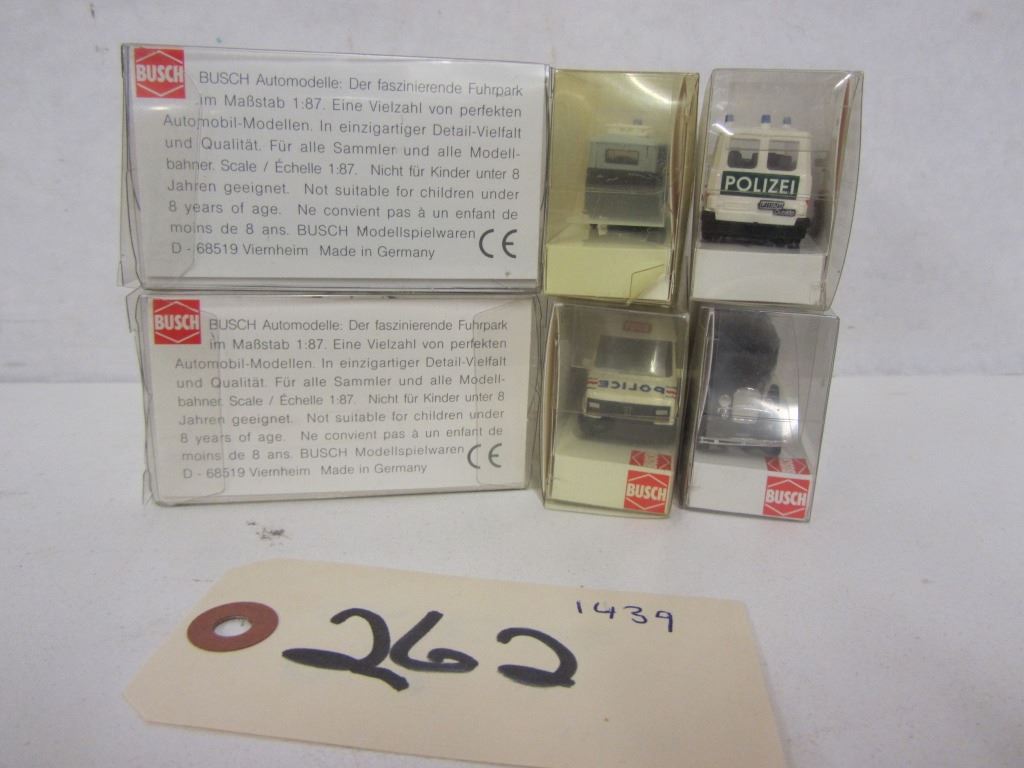 BUSCH
BUSCH Automodelle: Der faszinierende Fuhrpark
im Maßstab 1:87. Eine Vielzahl von perfekten
Automobil-Modellen. In einzigartiger Detail-Vielfalt
und Qualität. Für alle Sammler und alle Modell-
bahner. Scale / Échelle 1:87. Nicht für Kinder unter 8
Jahren geeignet. Not suitable for children under
8 years of age. Ne convient pas à un enfant de
moins de 8 ans. BUSCH Modellspielwaren
D - 68519 Viernheim Made in Germany
CE
POLIZEI
BUSCH
BUSCH Automodelle: Der faszinierende Fuhrpark
im Maßstab 1:87. Eine Vielzahl von perfekten
Automobil-Modellen. In einzigartiger Detail-Vielfalt
und Qualität. Für alle Sammler und alle Modell-
bahner. Scale / Échelle 1:87. Nicht für Kinder unter 8
Jahren geeignet. Not suitable for children under
8 years of age. Ne convient pas à un enfant de
moins de 8 ans. BUSCH Modellspielwaren
D - 68519 Viernheim Made in Germany
CE
POLICE
BUSCH
BUSCH
1439
262